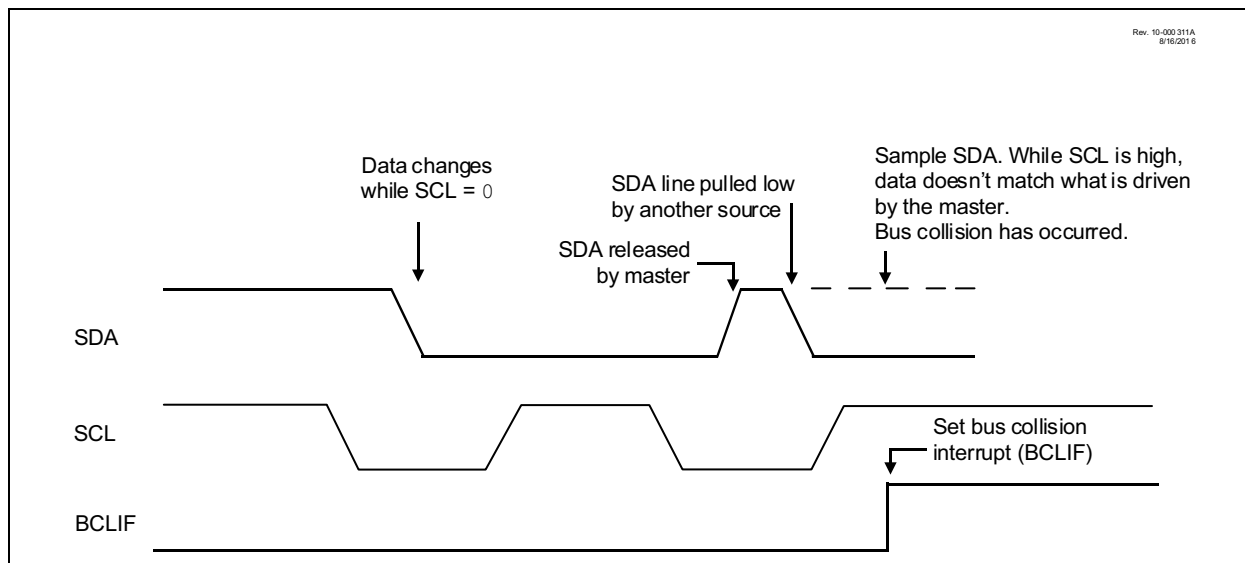 Rev. 10-000 311A
8/16/201 6
Data changes
while SCL = 0
SDA line pulled low
by another source
SDA released
by master
Sample SDA. While SCL is high,
data doesn't match what is driven
by the master.
Bus collision has occurred.
SDA
SCL
Set bus collision
interrupt (BCLIF)
BCLIF